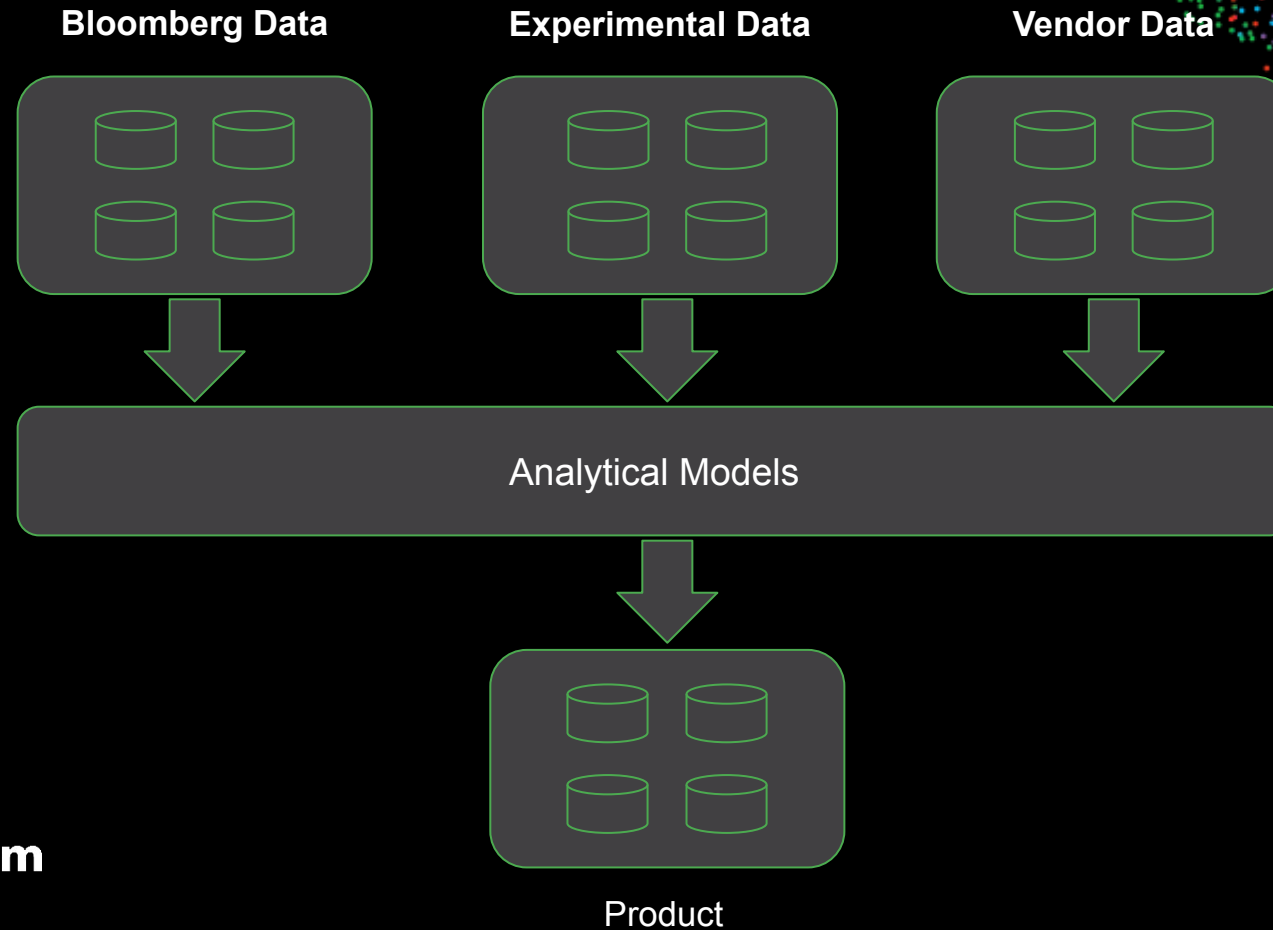 Bloomberg Data
Experimental Data
Vendor Data
Analytical Models
m
Product